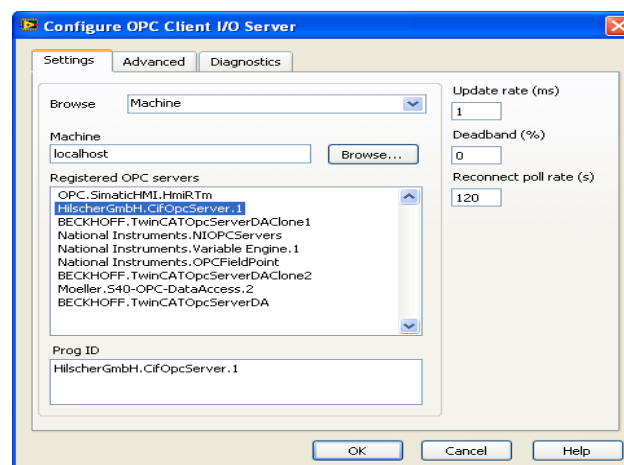 Configure OPC Client I/O Server
Settings
Advanced
Diagnostics
Browse
Machine
Machine
localhost
Browse...
Registered OPC servers
OPC.SimaticHMI.HmiRTm
HilscherGmbH.CifOpcServer.1
BECKHOFF.TwinCATOpcServerDAClone1
National Instruments.NIOPCServers
National Instruments.Variable Engine.1
National Instruments.OPCFieldPoint
BECKHOFF.TwinCATOpcServerDAClone2
Moeller.S40-OPC-DataAccess.2
BECKHOFF.TwinCATOpcServerDA
Prog ID
HilscherGmbH.CifOpcServer.1
Update rate (ms)
1
Deadband (%)
0
Reconnect poll rate (s)
120
OK
Cancel
Help